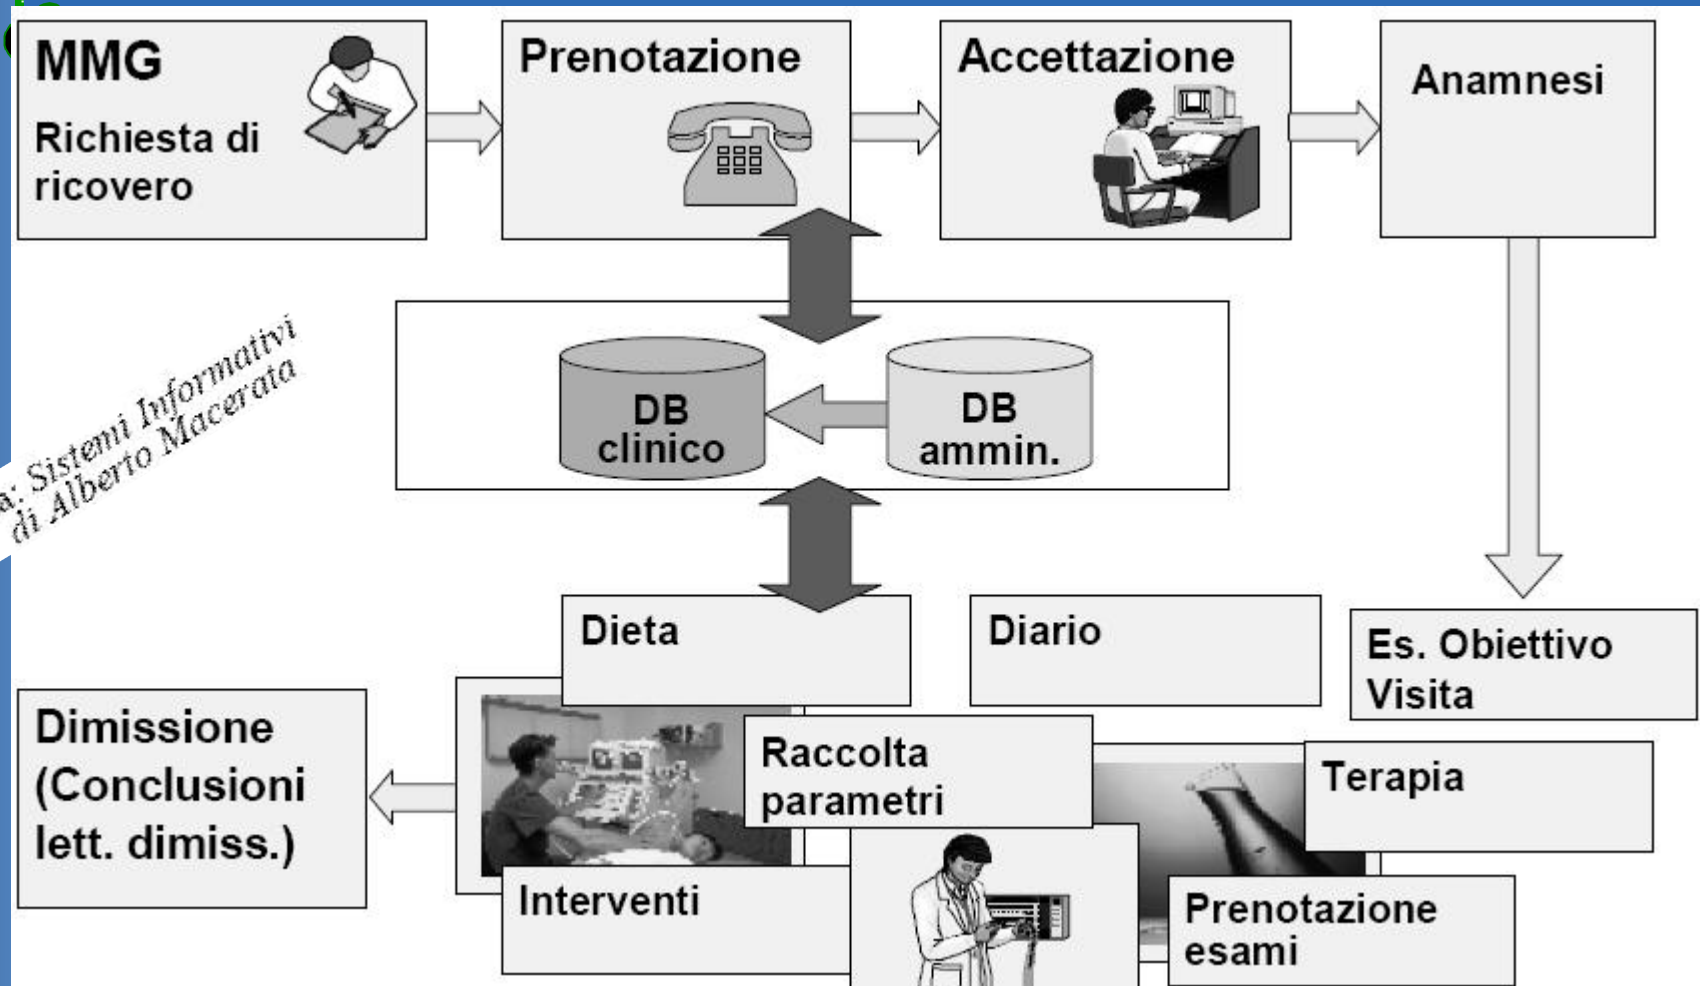 MMG
Richiesta di
ricovero
Prenotazione
Accettazione
Anamnesi
: Sistemi Informativi
di Alberto Macerata
DB
clinico
DB
ammin.
Dieta
Diario
Es. Obiettivo
Visita
Dimissione
(Conclusioni
lett. dimiss.)
Raccolta
parametri
Terapia
Interventi
Prenotazione
esami